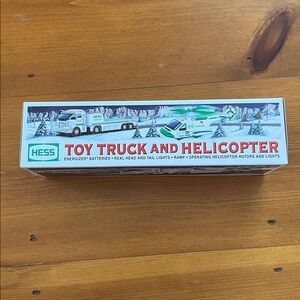 HESS
TOY TRUCK AND HELICOPTER
ENERGIZER® BATTERIES • REAL HEAD AND TAIL LIGHTS • RAMP • OPERATING HELICOPTER ROTORS AND LIGHTS